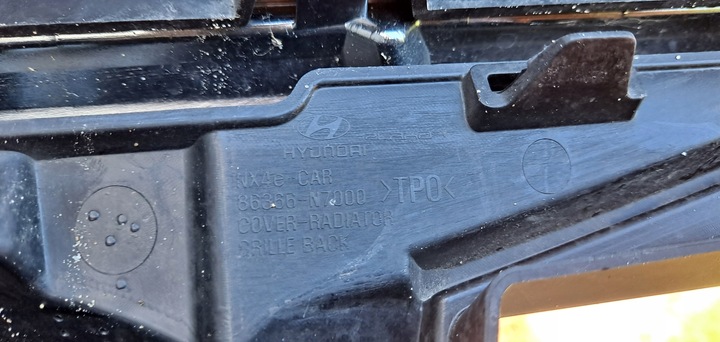 HYUNDAI
NX4e-CAR
86366-N7000 >TPO<
COVER-RADIATOR
GRILLE BACK